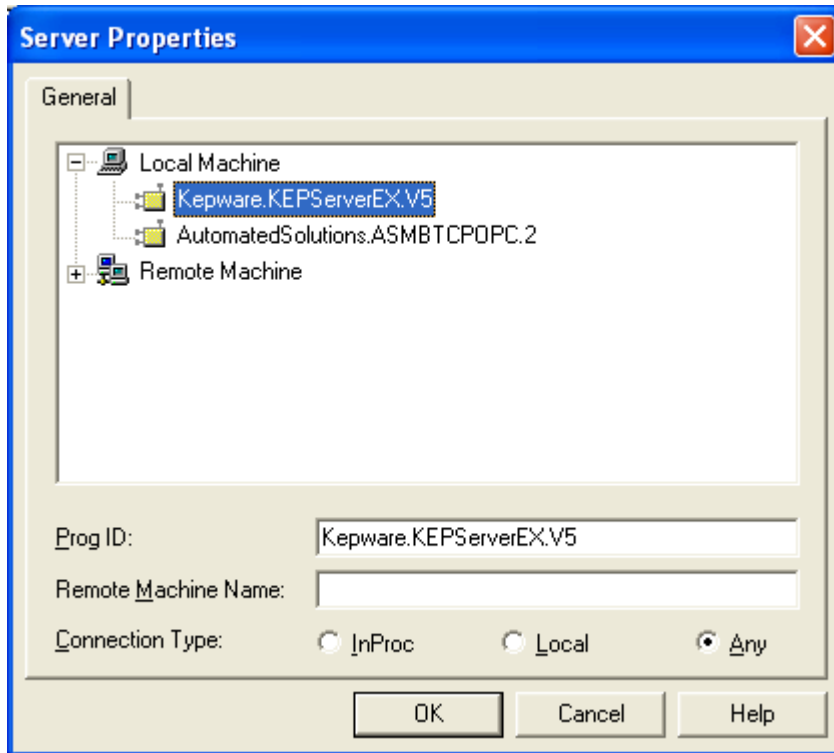 Server Properties
General
Local Machine
Kepware.KEPServerEX.V5
AutomatedSolutions.ASMBTCPOPC.2
Remote Machine
Prog ID: Kepware.KEPServerEX.V5
Remote Machine Name:
Connection Type: InProc Local Any
OK Cancel Help